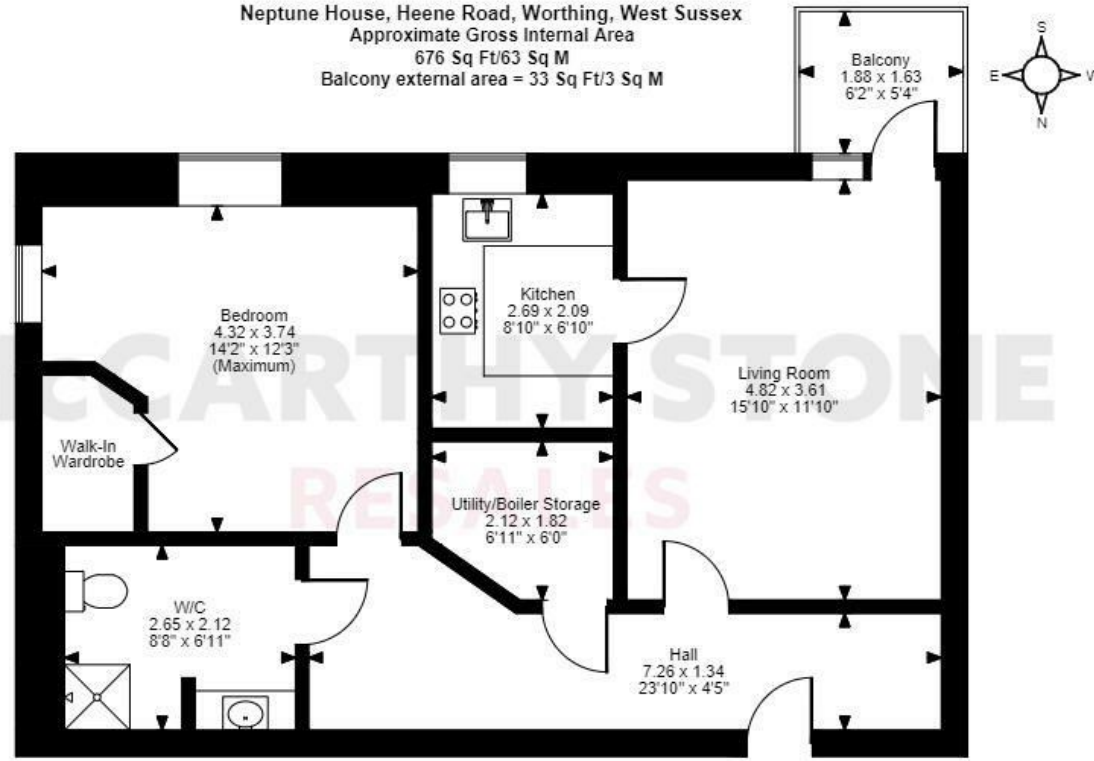 Neptune House, Heene Road, Worthing, West Sussex
Approximate Gross Internal Area
676 Sq Ft/63 Sq M
Balcony external area = 33 Sq Ft/3 Sq M
S
E
W
N
Balcony
1.88 x 1.63
6'2" x 5'4"
Bedroom
4.32 x 3.74
14'2" x 12'3"
(Maximum)
Kitchen
2.69 x 2.09
8'10" x 6'10"
Living Room
4.82 x 3.61
15'10" x 11'10"
McCARTHY STONE
RESALES
Walk-In
Wardrobe
Utility/Boiler Storage
2.12 x 1.82
6'11" x 6'0"
W/C
2.65 x 2.12
8'8" x 6'11"
Hall
7.26 x 1.34
23'10" x 4'5"